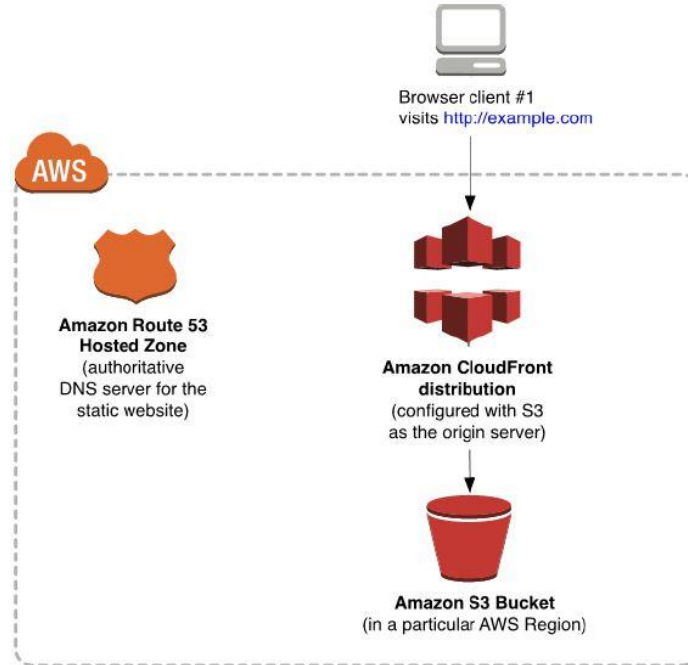 Browser client #1
visits http://example.com
AWS
Amazon Route 53
Hosted Zone
(authoritative
DNS server for the
static website)
Amazon CloudFront
distribution
(configured with S3
as the origin server)
Amazon S3 Bucket
(in a particular AWS Region)